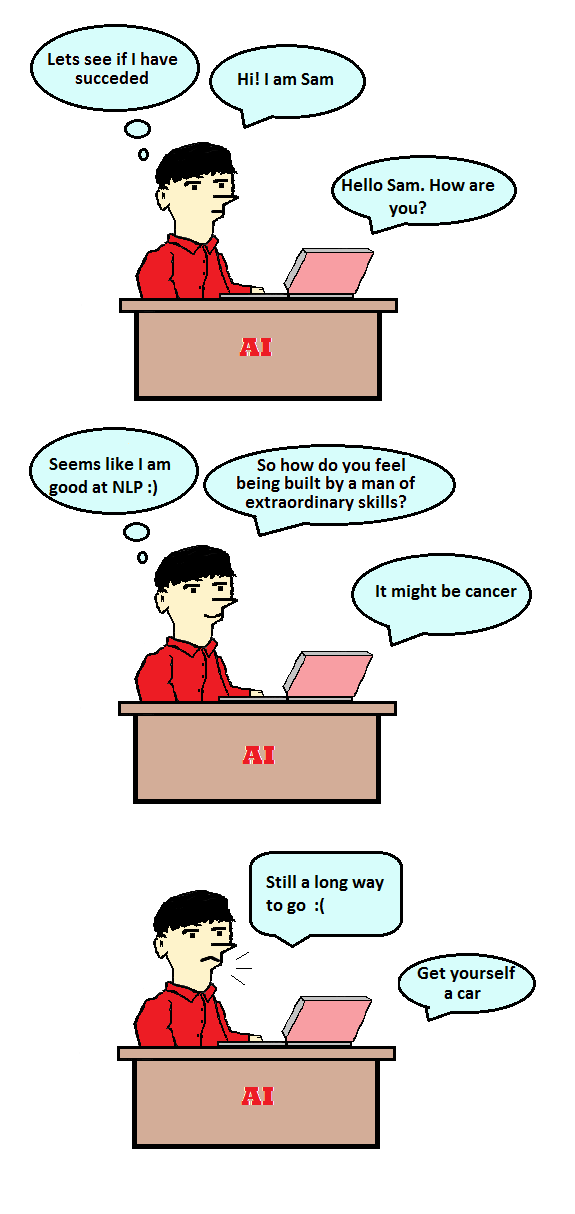 Lets see if I have
succeded
Hi! I am Sam
Hello Sam. How are
you?
AI
Seems like I am
good at NLP :)
So how do you feel
being built by a man of
extraordinary skills?
It might be cancer
AI
Still a long way
to go  :(
Get yourself
a car
AI